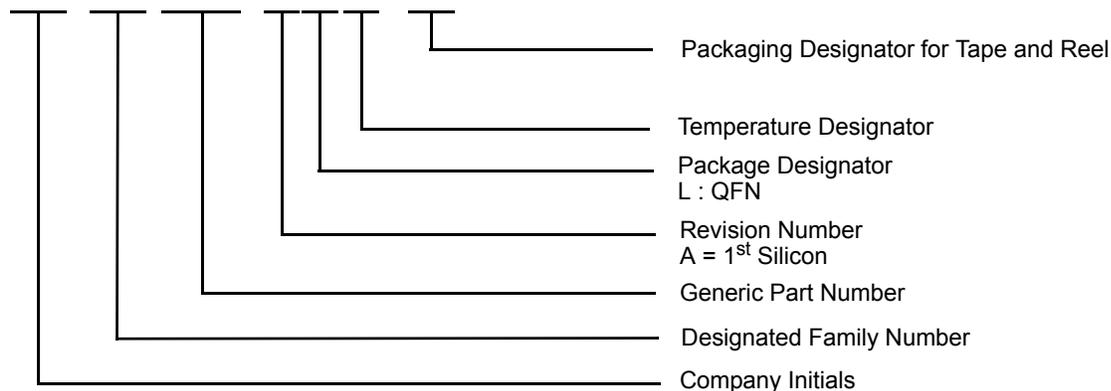 Packaging Designator for Tape and Reel
Temperature Designator
Package Designator
L : QFN
Revision Number
A = 1st Silicon
Generic Part Number
Designated Family Number
Company Initials